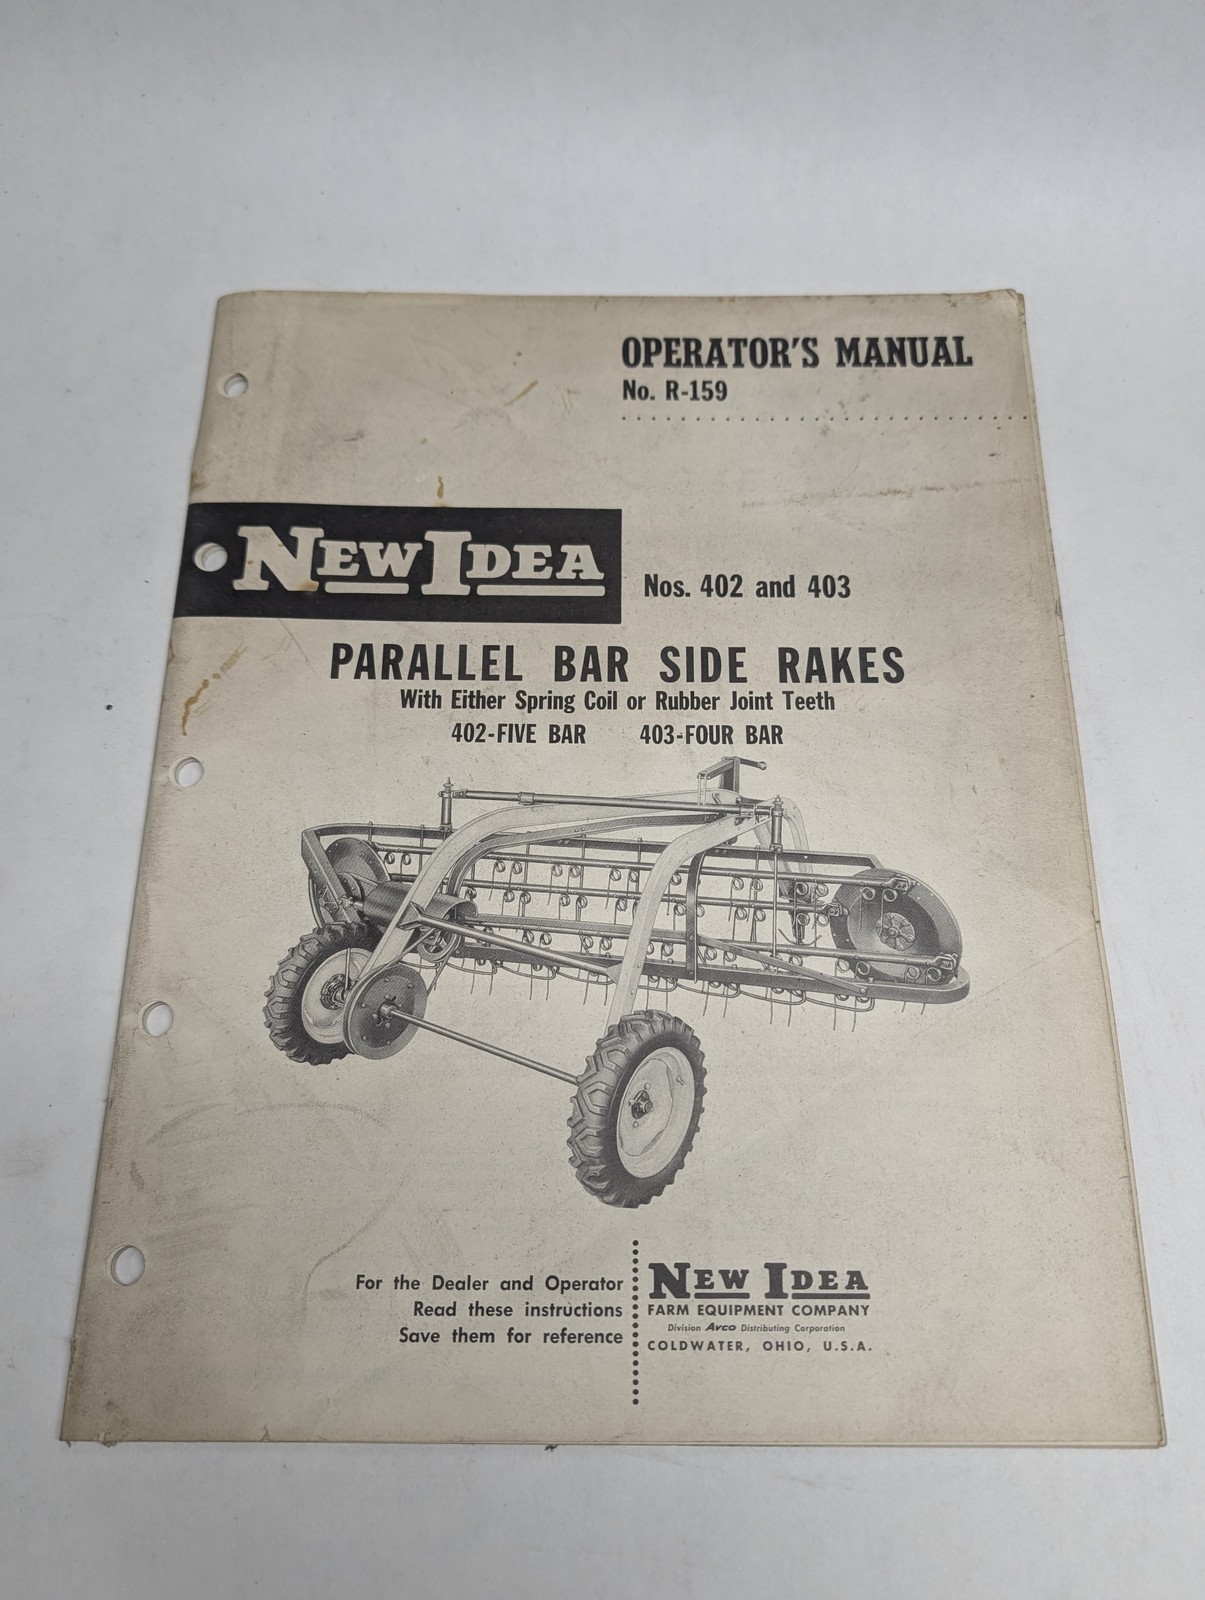 OPERATOR'S MANUAL
No. R-159
NEW IDEA
Nos. 402 and 403
PARALLEL BAR SIDE RAKES
With Either Spring Coil or Rubber Joint Teeth
402-FIVE BAR 403-FOUR BAR
For the Dealer and Operator
Read these instructions
Save them for reference
NEW IDEA
FARM EQUIPMENT COMPANY
Division Avco Distributing Corporation
COLDWATER, OHIO, U.S.A.